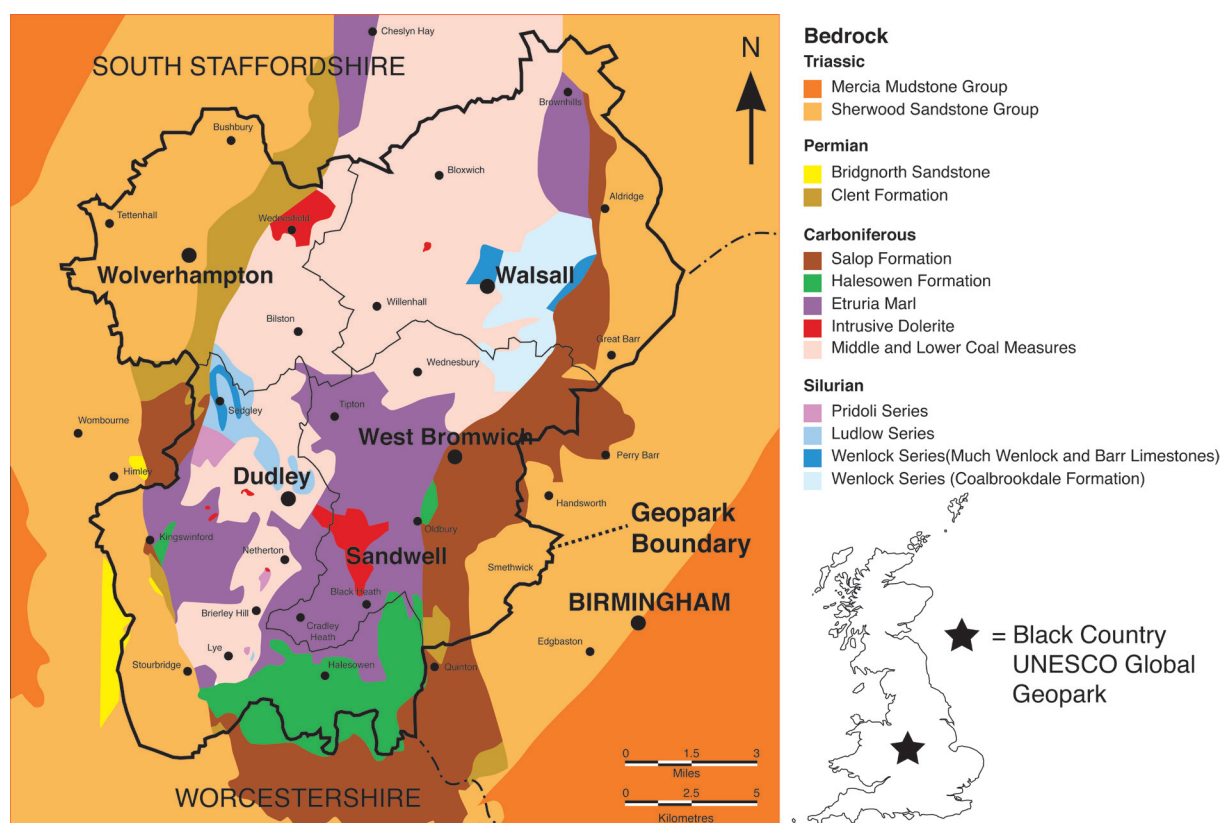 Cheslyn Hay
SOUTH STAFFORDSHIRE
N
Brownhills
Bushbury
Bloxwich
Aldridge
Tettenhall
Wednesfield
Wolverhampton
Walsall
Willenhall
Bilston
Great Barr
Wednesbury
Sedgley
Tipton
Wombourne
West Bromwich
Perry Barr
Himley
Dudley
Handsworth
Geopark
Boundary
Oldbury
Kingswinford
Netherton
Sandwell
Smethwick
Black Heath
Brierley Hill
BIRMINGHAM
Cradley
Heath
Lye
Edgbaston
Stourbridge
Halesowen
Quinton
0 1.5 3
Miles
WORCESTERSHIRE
0 2.5 5
Kilometres
Bedrock
Triassic
Mercia Mudstone Group
Sherwood Sandstone Group
Permian
Bridgnorth Sandstone
Clent Formation
Carboniferous
Salop Formation
Halesowen Formation
Etruria Marl
Intrusive Dolerite
Middle and Lower Coal Measures
Silurian
Pridoli Series
Ludlow Series
Wenlock Series(Much Wenlock and Barr Limestones)
Wenlock Series (Coalbrookdale Formation)
= Black Country
UNESCO Global
Geopark